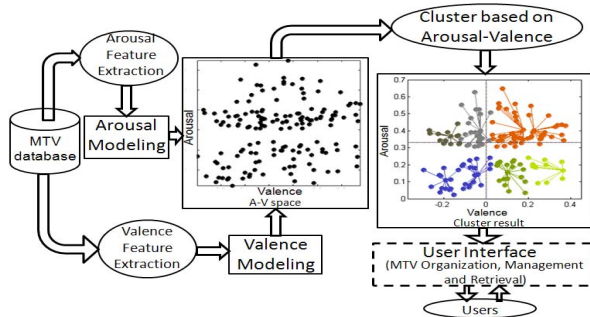 Arousal
Feature
Extraction
MTV
database
Arousal Modeling
Valence
Feature
Extraction
Valence
Modeling
Arousal
Valence
A-V space
Cluster based on
Arousal-Valence
0.7
0.6
0.5
0.4
0.3
0.2
0.1
0
Arousal
-0.2
0
0.2
0.4
Valence
Cluster result
User Interface
(MTV Organization, Management
and Retrieval)
Users